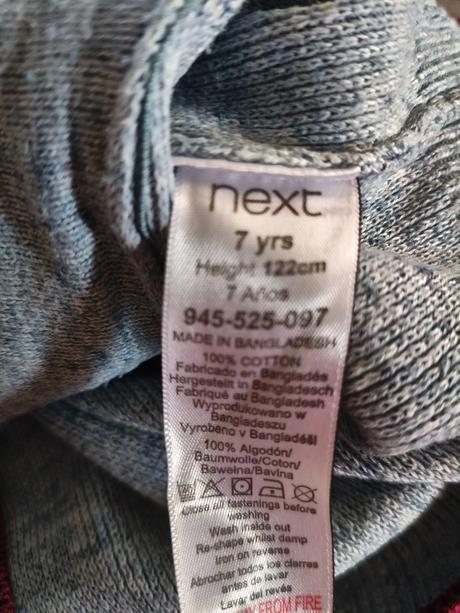 next
7 yrs
Height 122cm
7 Años
945-525-097
MADE IN BANGLADESH
100% COTTON
Fabricado en Bangladés
Hergestellt in Bangladesch
Fabriqué au Bangladesh
Wyprodukowano w
Bangladeszu
Vyrobeno v Bangladéši
100% Algodón/
Baumwolle/Coton/
Bawełna/Bavlna
Close all fastenings before
washing
Wash inside out
Re-shape whilst damp
Iron on reverse
Abrochar todos los cierres
antes de lavar
Lavar del revés
FROM FIRE